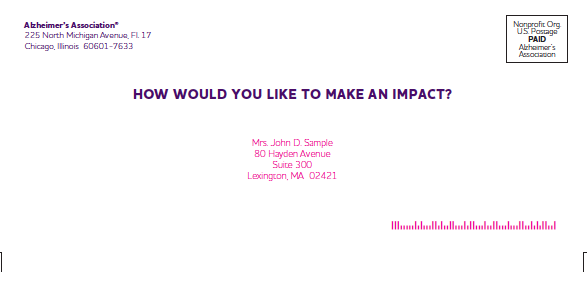 Alzheimer's Association®
225 North Michigan Avenue, Fl. 17
Chicago, Illinois  60601-7633
Nonprofit Org.
U.S. Postage
PAID
Alzheimer's
Association
HOW WOULD YOU LIKE TO MAKE AN IMPACT?
Mrs. John D. Sample
80 Hayden Avenue
Suite 300
Lexington, MA  02421